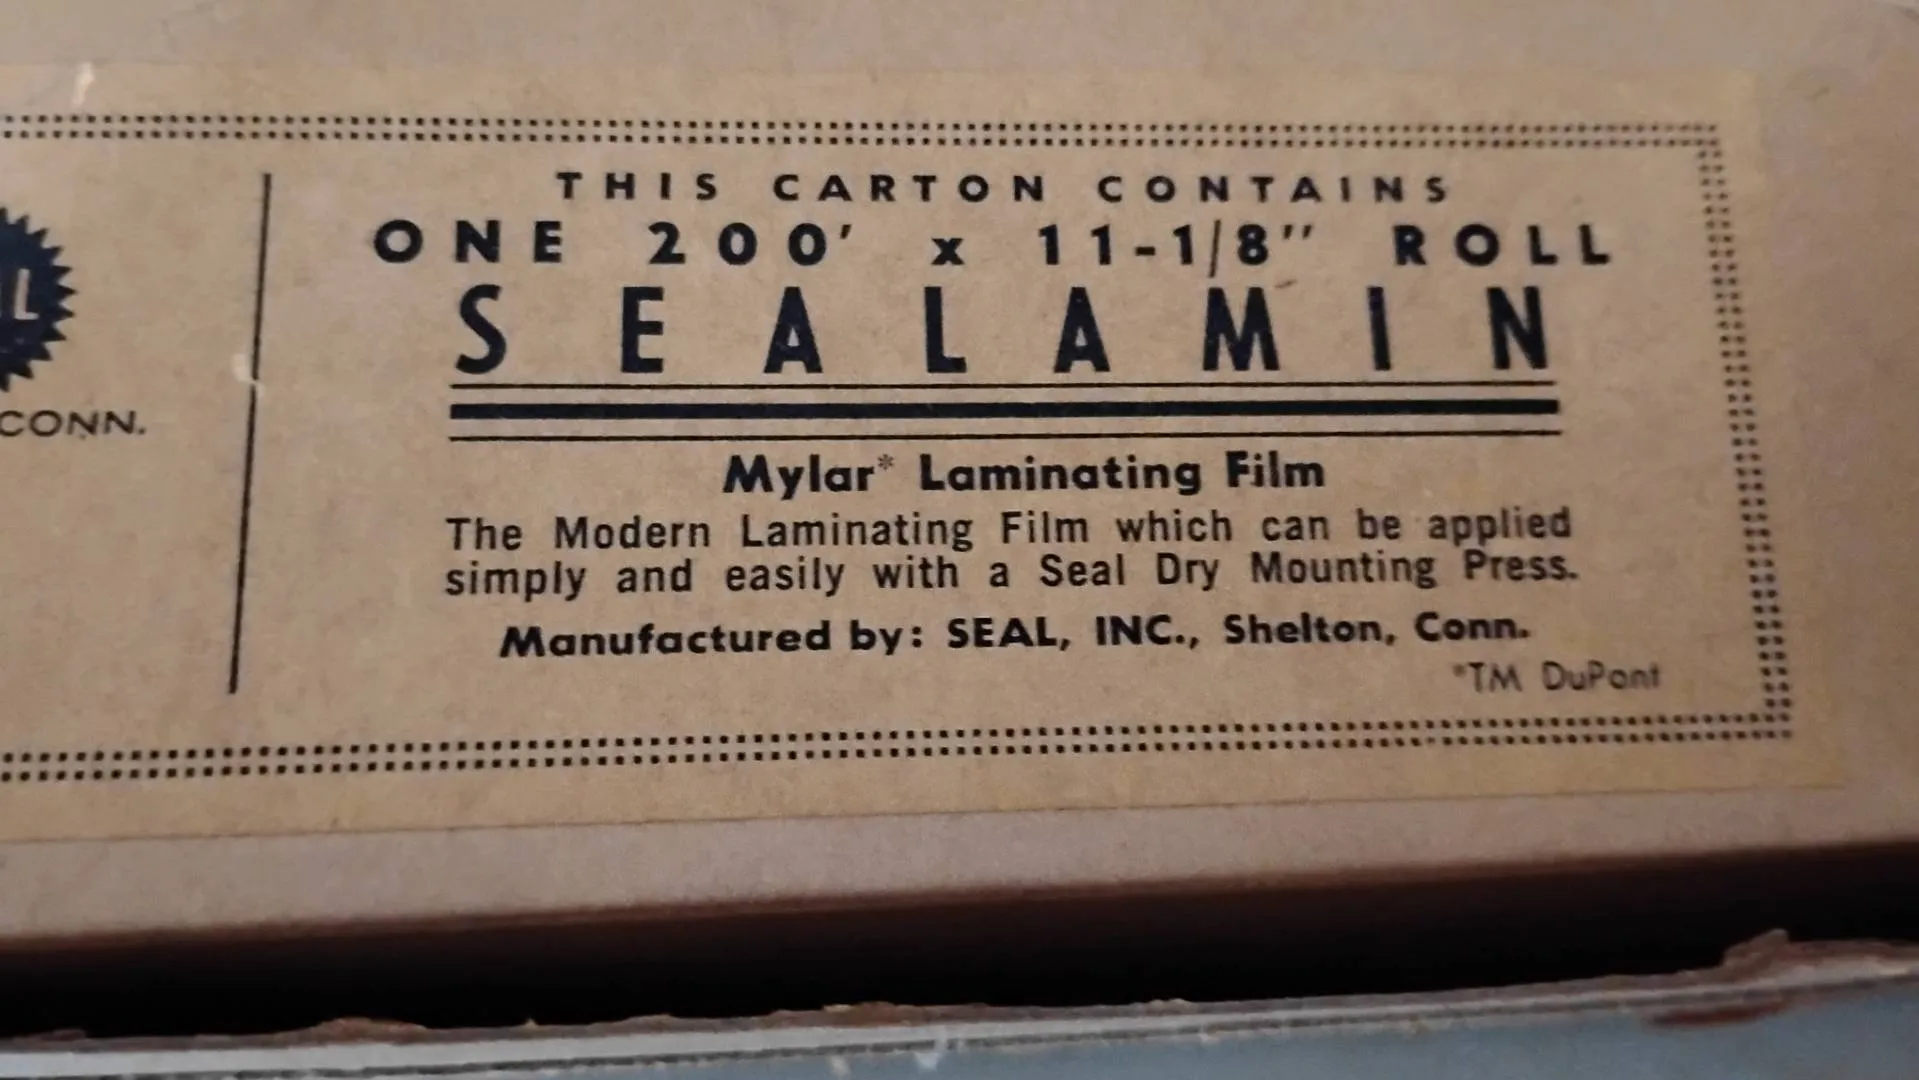 THIS CARTON CONTAINS
ONE 200' x 11-1/8" ROLL
SEALAMIN
CONN.
Mylar* Laminating Film
The Modern Laminating Film which can be applied
simply and easily with a Seal Dry Mounting Press.
Manufactured by: SEAL, INC., Shelton, Conn.
*TM DuPont